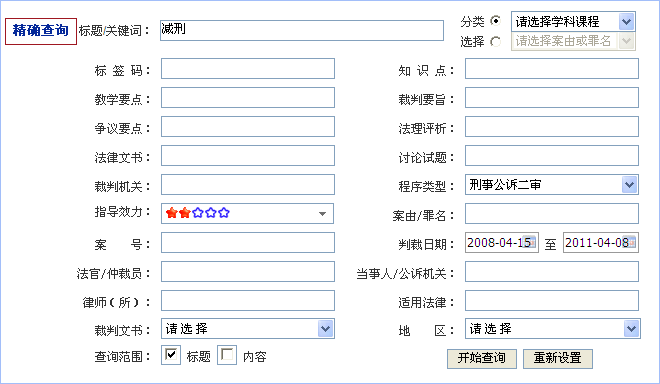 精确查询 标题/关键词： 减刑 分类 请选择学科课程
选择 请选择案由或罪名
标 签 码： 知 识 点：
教学要点： 裁判要旨：
争议要点： 法理评析：
法律文书： 讨论试题：
裁判机关： 程序类型： 刑事公诉二审
指导效力： 案由/罪名：
案 号： 判裁日期： 2008-04-15 至 2011-04-08
法官/仲裁员： 当事人/公诉机关：
律师(所)： 适用法律：
裁判文书： 请 选 择 地 区： 请 选 择
查询范围： 标题 内容 开始查询 重新设置